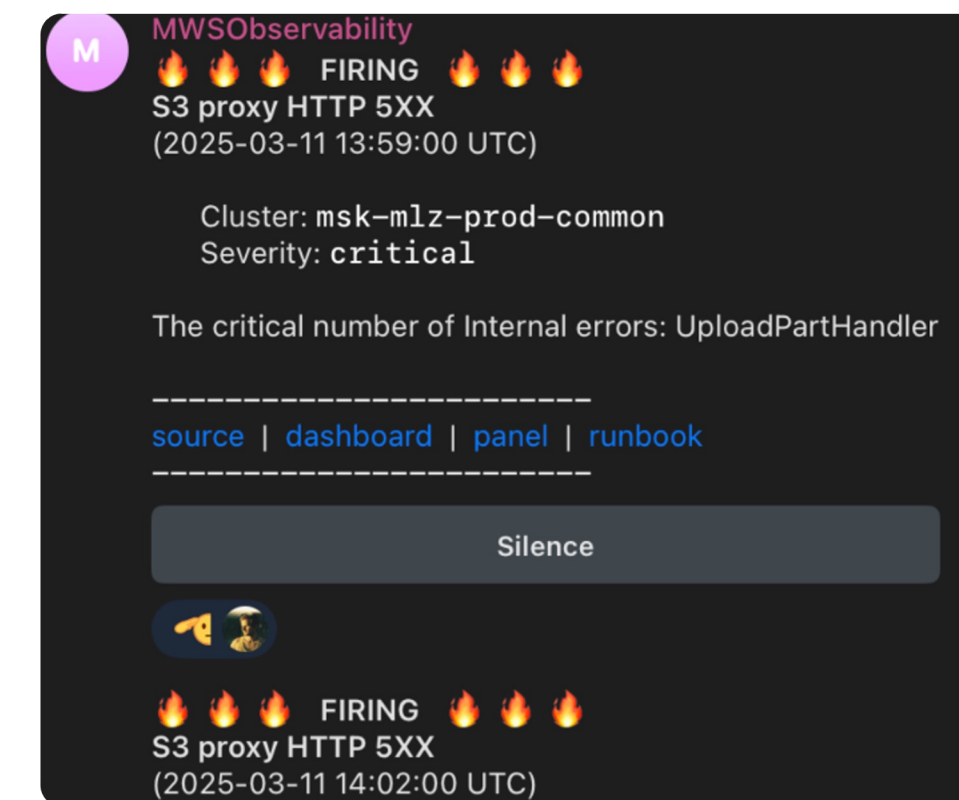 M
MWSObservability
🔥 🔥 🔥 FIRING 🔥 🔥 🔥
S3 proxy HTTP 5XX
(2025-03-11 13:59:00 UTC)
Cluster: msk-mlz-prod-common
Severity: critical
The critical number of Internal errors: UploadPartHandler
------------------------
source | dashboard | panel | runbook
------------------------
Silence
🔥 🔥 🔥 FIRING 🔥 🔥 🔥
S3 proxy HTTP 5XX
(2025-03-11 14:02:00 UTC)